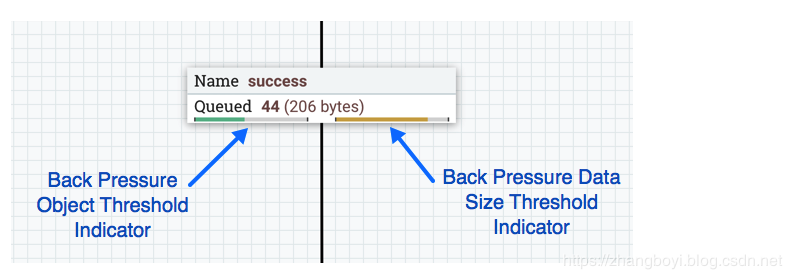 Name success
Queued 44 (206 bytes)
Back Pressure
Object Threshold
Indicator
Back Pressure Data
Size Threshold
Indicator
https://zhangboyi.blog.csdn.net